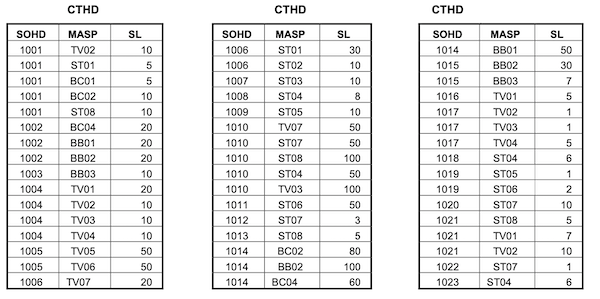 CTHD
SOHD MASP SL
1001 TV02 10
1001 ST01 5
1001 BC01 5
1001 BC02 10
1001 ST08 10
1002 BC04 20
1002 BB01 20
1002 BB02 20
1003 BB03 10
1004 TV01 20
1004 TV02 10
1004 TV03 10
1004 TV04 10
1005 TV05 50
1005 TV06 50
1006 TV07 20
CTHD
SOHD MASP SL
1006 ST01 30
1006 ST02 10
1007 ST03 10
1008 ST04 8
1009 ST05 10
1010 TV07 50
1010 ST07 50
1010 ST08 100
1010 ST04 50
1010 TV03 100
1011 ST06 50
1012 ST07 3
1013 ST08 5
1014 BC02 80
1014 BB02 100
1014 BC04 60
CTHD
SOHD MASP SL
1014 BB01 50
1015 BB02 30
1015 BB03 7
1016 TV01 5
1017 TV02 1
1017 TV03 1
1017 TV04 5
1018 ST04 6
1019 ST05 1
1019 ST06 2
1020 ST07 10
1021 ST08 5
1021 TV01 7
1021 TV02 10
1022 ST07 1
1023 ST04 6